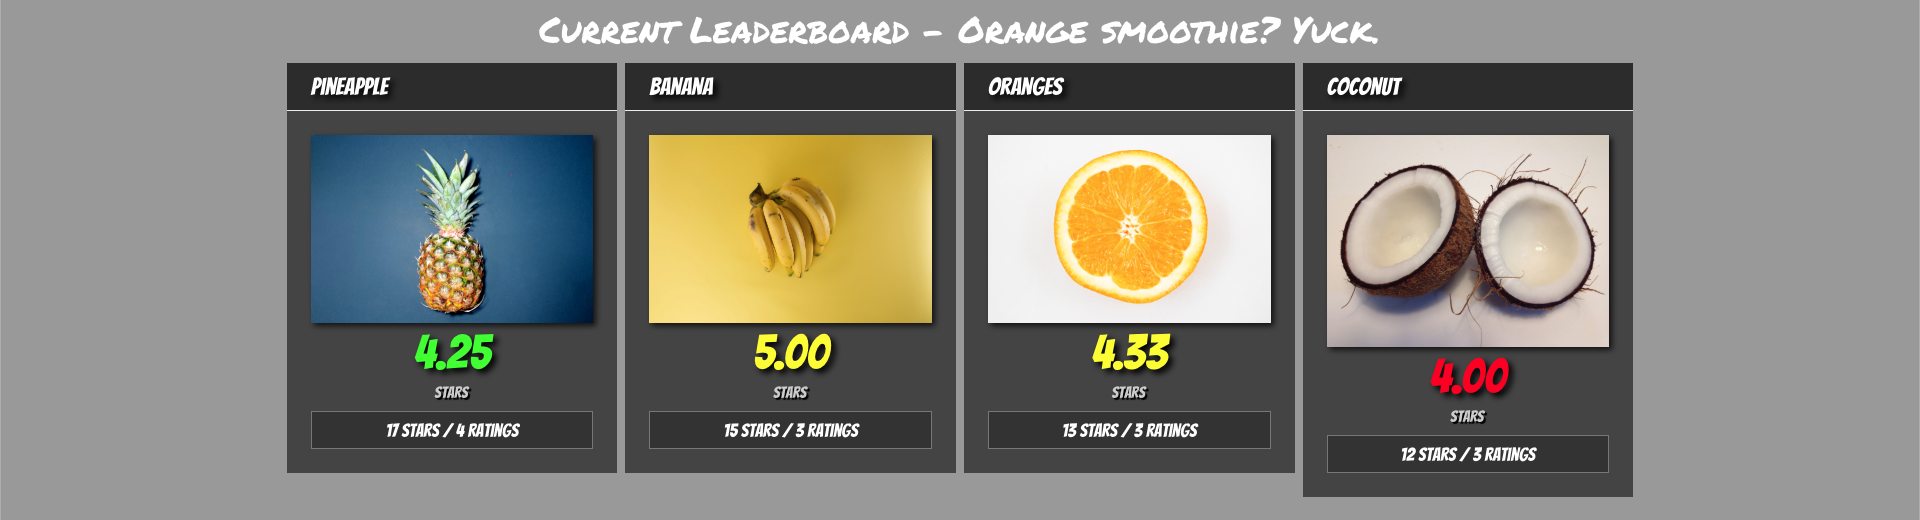 Current Leaderboard - Orange smoothie? Yuck.
PINEAPPLE
4.25
STARS
17 STARS / 4 RATINGS
BANANA
5.00
STARS
15 STARS / 3 RATINGS
ORANGES
4.33
STARS
13 STARS / 3 RATINGS
COCONUT
4.00
STARS
12 STARS / 3 RATINGS